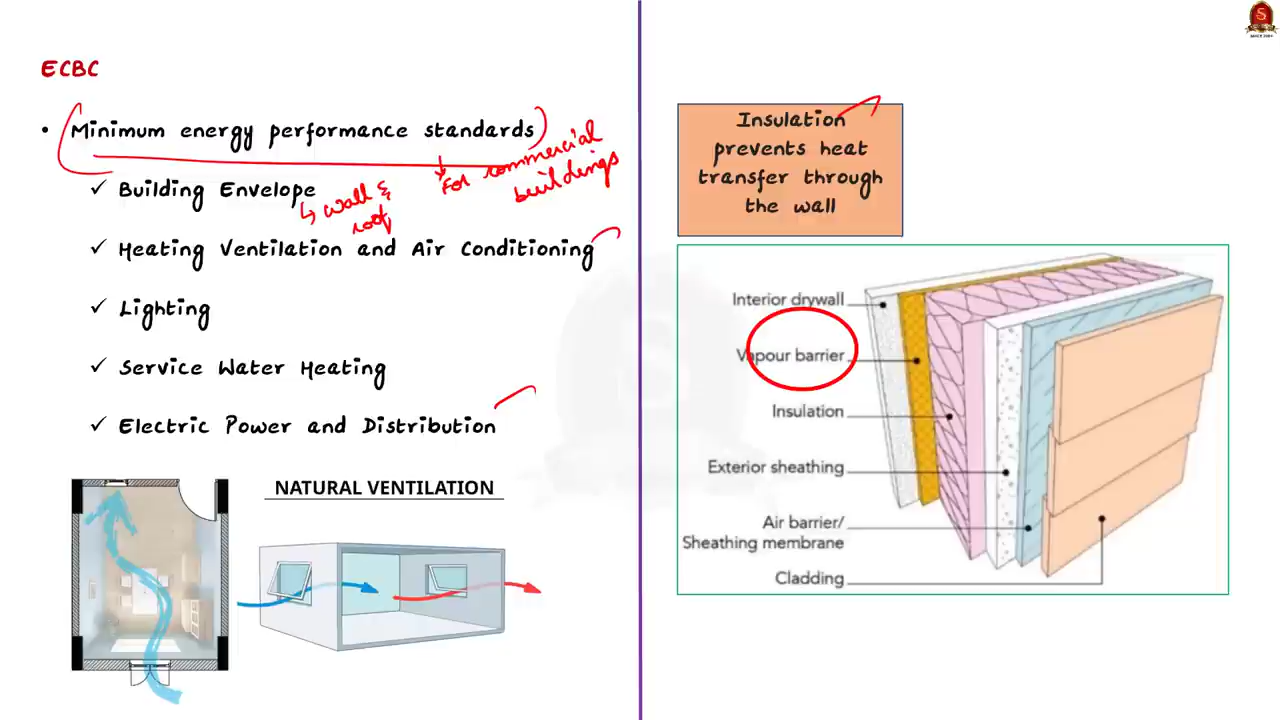 ECBC
• Minimum energy performance standards
↳ For commercial
buildings
✓ Building Envelope
↳ wall &
roof
✓ Heating Ventilation and Air Conditioning
✓ Lighting
✓ Service Water Heating
✓ Electric Power and Distribution
NATURAL VENTILATION
Insulation
prevents heat
transfer through
the wall
Interior drywall
Vapour barrier
Insulation
Exterior sheathing
Air barrier/
Sheathing membrane
Cladding